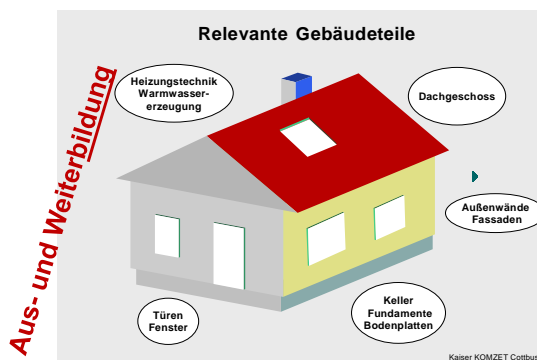 Relevante Gebäudeteile
Aus- und Weiterbildung
Heizungstechnik
Warmwasser-
erzeugung
Dachgeschoss
Außenwände
Fassaden
Türen
Fenster
Keller
Fundamente
Bodenplatten
Kaiser KOMZET Cottbus